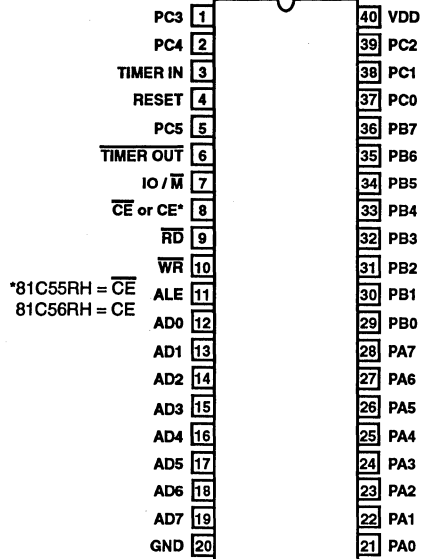 PC3 1 40 VDD
PC4 2 39 PC2
TIMER IN 3 38 PC1
RESET 4 37 PC0
PC5 5 36 PB7
TIMER OUT 6 35 PB6
IO / M 7 34 PB5
CE or CE* 8 33 PB4
RD 9 32 PB3
WR 10 31 PB2
*81C55RH = CE
81C56RH = CE
ALE 11 30 PB1
AD0 12 29 PB0
AD1 13 28 PA7
AD2 14 27 PA6
AD3 15 26 PA5
AD4 16 25 PA4
AD5 17 24 PA3
AD6 18 23 PA2
AD7 19 22 PA1
GND 20 21 PA0